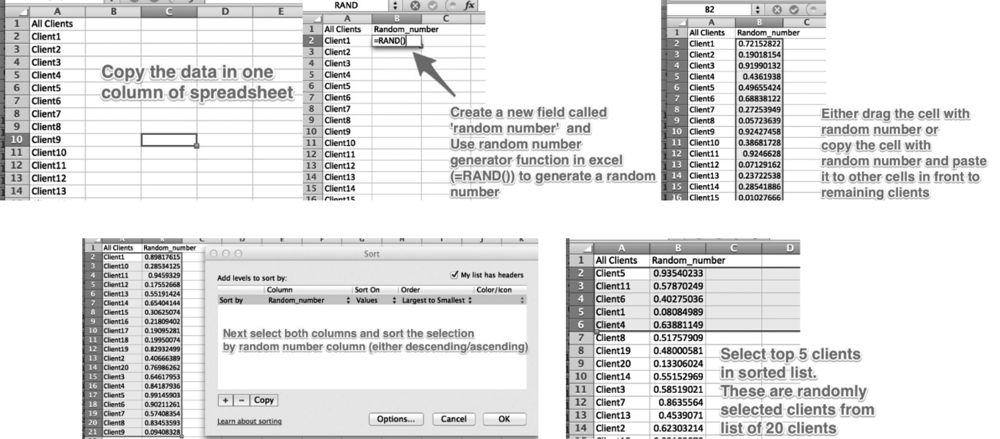 A B C D E
1 All Clients
2 Client1
3 Client2
4 Client3
5 Client4
6 Client5
7 Client6
8 Client7
9 Client8
10 Client9
11 Client10
12 Client11
13 Client12
14 Client13
Copy the data in one
column of spreadsheet
RAND fx
A B C
1 All Clients Random_number
2 Client1 =RAND()
3 Client2
4 Client3
5 Client4
6 Client5
7 Client6
8 Client7
9 Client8
10 Client9
11 Client10
12 Client11
13 Client12
14 Client13
15 Client14
16 Client15
Create a new field called
'random number' and
Use random number
generator function in excel
(=RAND()) to generate a random
number
B2
A B C
1 All Clients Random_number
2 Client1 0.72152822
3 Client2 0.19018154
4 Client3 0.91990132
5 Client4 0.4361938
6 Client5 0.49655424
7 Client6 0.68838122
8 Client7 0.27253949
9 Client8 0.05723639
10 Client9 0.92427458
11 Client10 0.38681728
12 Client11 0.9246628
13 Client12 0.07129162
14 Client13 0.23722538
15 Client14 0.28541886
16 Client15 0.01027666
Either drag the cell with
random number or
copy the cell with
random number and paste
it to other cells in front to
remaining clients
A B C D E F G H I J K
1 All Clients Random_number
2 Client1 0.89817615
3 Client10 0.28534125
4 Client11 0.9459329
5 Client12 0.17552668
6 Client13 0.55191424
7 Client14 0.65404144
8 Client15 0.30625074
9 Client16 0.21809402
10 Client17 0.19095281
11 Client18 0.19950074
12 Client19 0.82932499
13 Client2 0.40666389
14 Client20 0.76986262
15 Client3 0.64617953
16 Client4 0.84187936
17 Client5 0.99145903
18 Client6 0.90211261
19 Client7 0.57408354
20 Client8 0.83453593
21 Client9 0.09408328
Sort
Add levels to sort by:
My list has headers
Column Sort On Order Color/Icon
Sort by Random_number Values Largest to Smallest
Next select both columns and sort the selection
by random number column (either descending/ascending)
+ − Copy
Learn about sorting
Options... Cancel OK
A B C D
1 All Clients Random_number
2 Client5 0.93540233
3 Client11 0.57870249
4 Client6 0.40275036
5 Client1 0.08084989
6 Client4 0.63881149
7 Client8 0.51757909
8 Client19 0.48000581
9 Client20 0.13306024
10 Client14 0.55152969
11 Client3 0.58519021
12 Client7 0.8635564
13 Client13 0.4539071
14 Client2 0.62303214
Select top 5 clients
in sorted list.
These are randomly
selected clients from
list of 20 clients